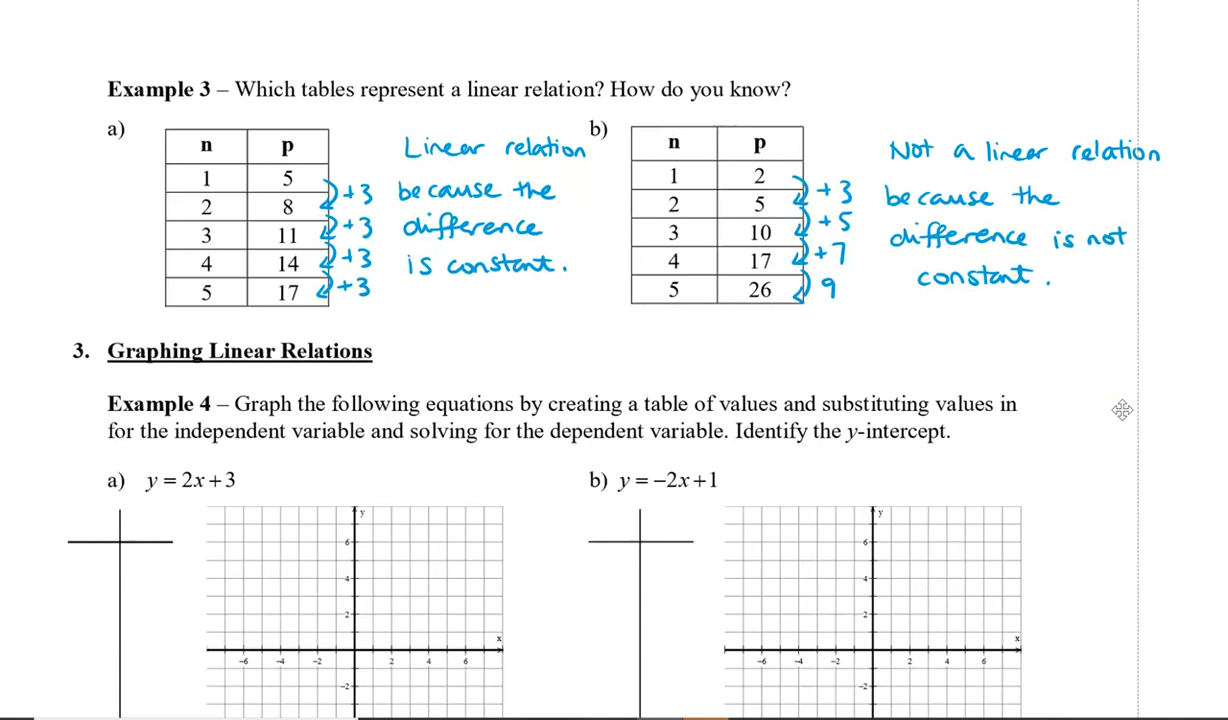 Example 3 – Which tables represent a linear relation? How do you know?
a)
n p
1 5
2 8
3 11
4 14
5 17
+3
+3
+3
+3
Linear relation
because the
difference
is constant.
b)
n p
1 2
2 5
3 10
4 17
5 26
+3
+5
+7
9
Not a linear relation
because the
difference is not
constant.
3. Graphing Linear Relations
Example 4 – Graph the following equations by creating a table of values and substituting values in
for the independent variable and solving for the dependent variable. Identify the y-intercept.
a) y = 2x + 3
y
6
4
2
x
-6 -4 -2 2 4 6
-2
b) y = −2x + 1
y
6
4
2
x
-6 -4 -2 2 4 6
-2